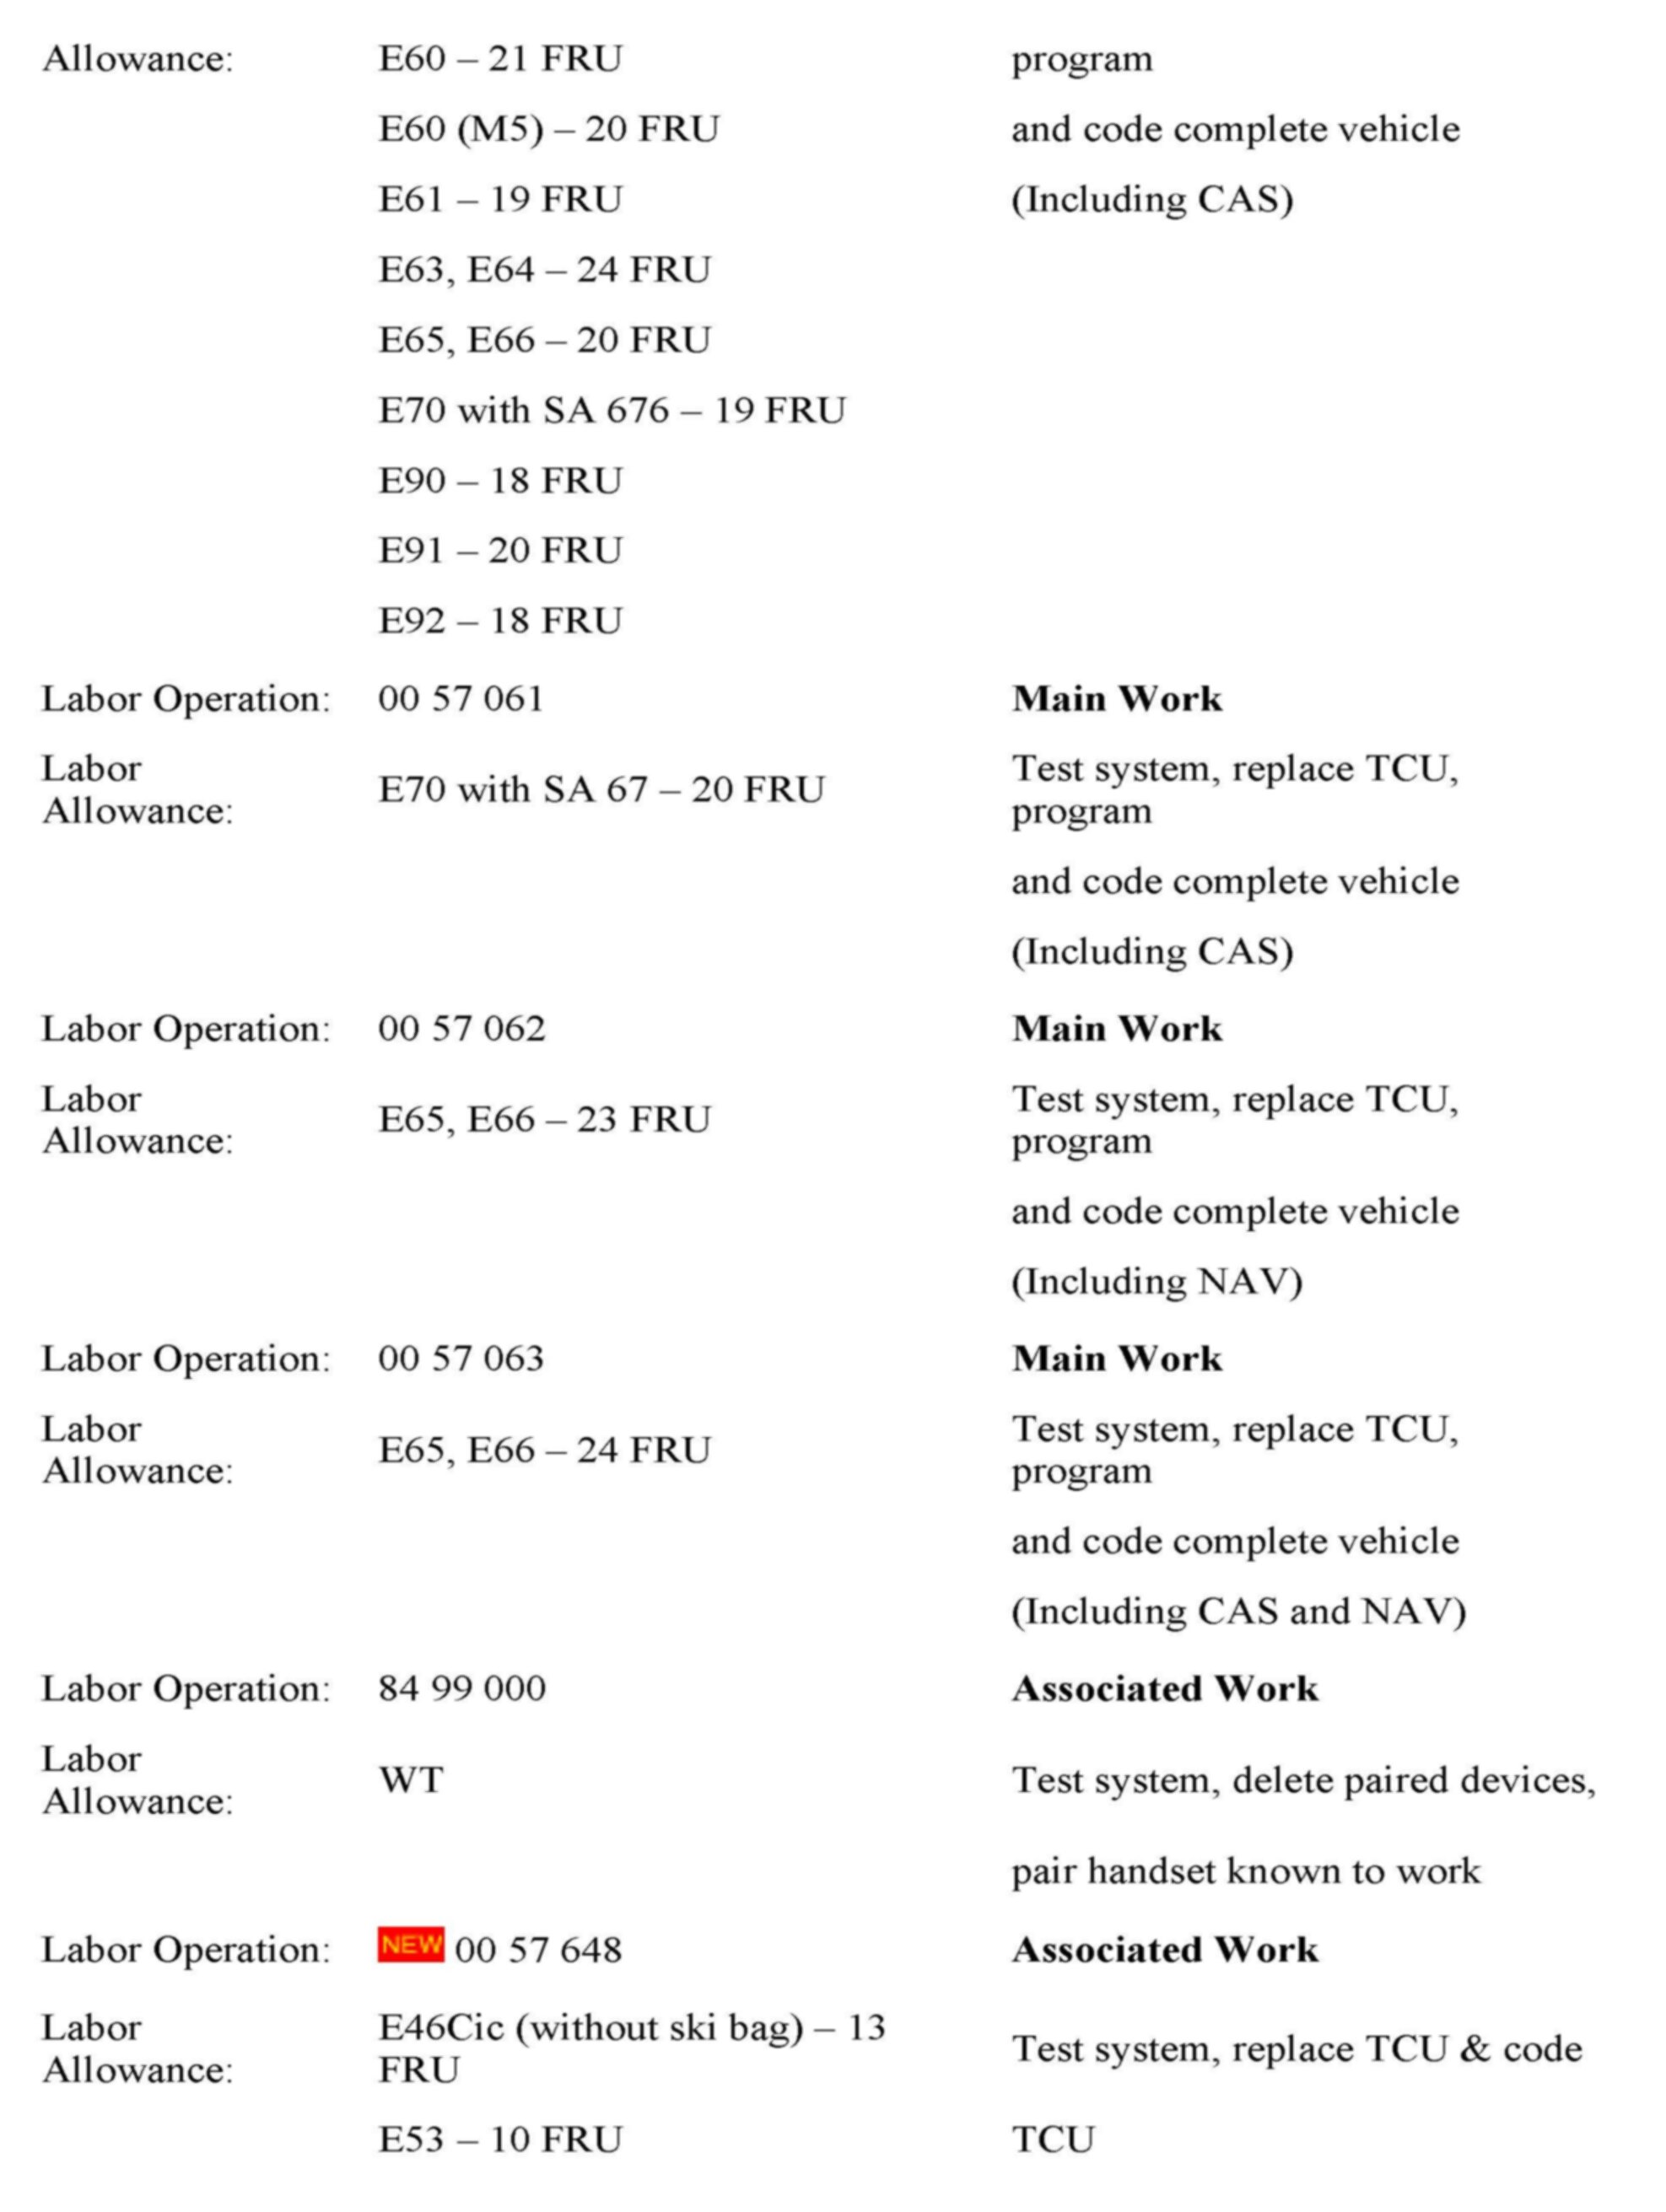 Allowance: E60 – 21 FRU program
E60 (M5) – 20 FRU and code complete vehicle
E61 – 19 FRU (Including CAS)
E63, E64 – 24 FRU
E65, E66 – 20 FRU
E70 with SA 676 – 19 FRU
E90 – 18 FRU
E91 – 20 FRU
E92 – 18 FRU
Labor Operation: 00 57 061 Main Work
Labor
Allowance: E70 with SA 67 – 20 FRU Test system, replace TCU,
program
and code complete vehicle
(Including CAS)
Labor Operation: 00 57 062 Main Work
Labor
Allowance: E65, E66 – 23 FRU Test system, replace TCU,
program
and code complete vehicle
(Including NAV)
Labor Operation: 00 57 063 Main Work
Labor
Allowance: E65, E66 – 24 FRU Test system, replace TCU,
program
and code complete vehicle
(Including CAS and NAV)
Labor Operation: 84 99 000 Associated Work
Labor
Allowance: WT Test system, delete paired devices,
pair handset known to work
Labor Operation: NEW 00 57 648 Associated Work
Labor
Allowance: E46Cic (without ski bag) – 13
FRU Test system, replace TCU & code
E53 – 10 FRU TCU